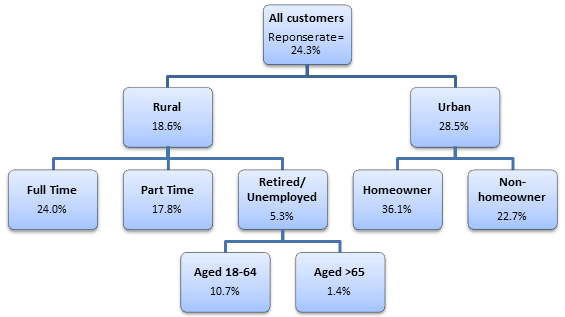 All customers
Reponserate=
24.3%
Rural
18.6%
Urban
28.5%
Full Time
24.0%
Part Time
17.8%
Retired/
Unemployed
5.3%
Homeowner
36.1%
Non-
homeowner
22.7%
Aged 18-64
10.7%
Aged >65
1.4%